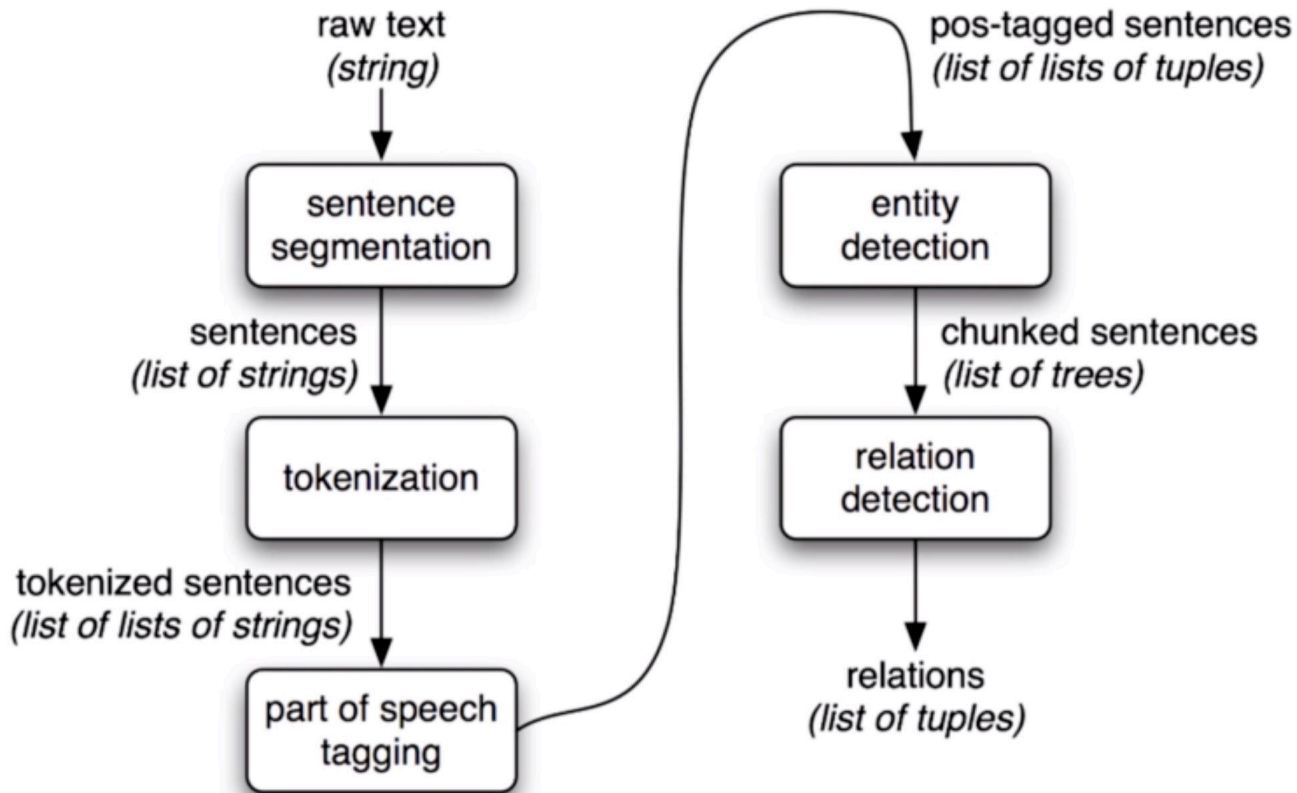 raw text
(string)
sentence
segmentation
sentences
(list of strings)
tokenization
tokenized sentences
(list of lists of strings)
part of speech
tagging
pos-tagged sentences
(list of lists of tuples)
entity
detection
chunked sentences
(list of trees)
relation
detection
relations
(list of tuples)